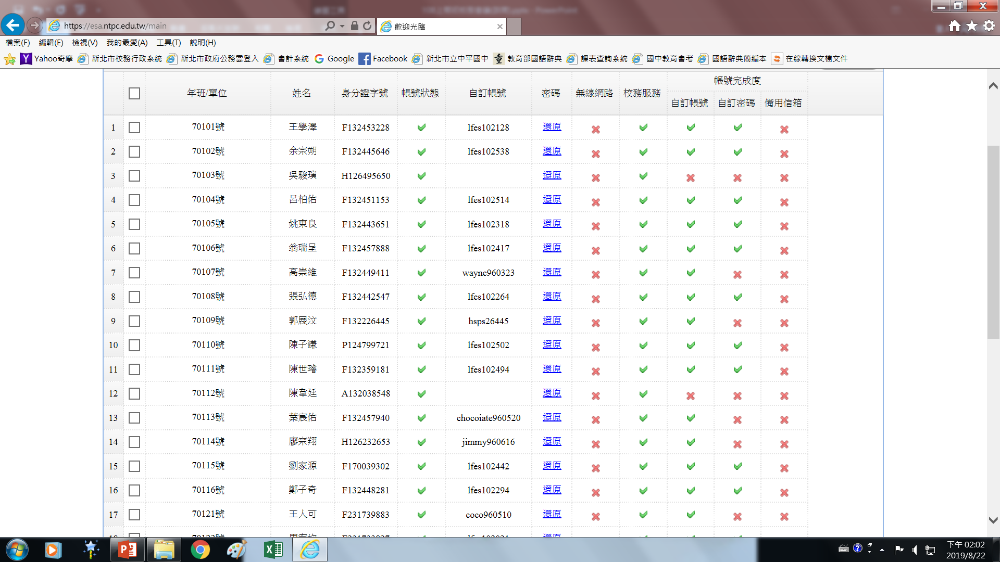 https://esa.ntpc.edu.tw/main
歡迎光臨
檔案(F) 編輯(E) 檢視(V) 我的最愛(A) 工具(T) 說明(H)
Yahoo奇摩 新北市校務行政系統 新北市政府公務雲登入 會計系統 Google Facebook 新北市立中平國中 教育部國語辭典 課表查詢系統 國中教育會考 國語辭典簡編本 在線轉換文檔文件
年班/單位 姓名 身分證字號 帳號狀態 自訂帳號 密碼 無線網路 校務服務 帳號完成度
自訂帳號 自訂密碼 備用信箱
1 70101號 王學澤 F132453228 lfes102128 還原
2 70102號 余宗朔 F132445646 lfes102538 還原
3 70103號 吳駿璜 H126495650 還原
4 70104號 呂柏佑 F132451153 lfes102514 還原
5 70105號 姚東良 F132443651 lfes102318 還原
6 70106號 翁瑞呈 F132457888 lfes102417 還原
7 70107號 高崇維 F132449411 wayne960323 還原
8 70108號 張弘德 F132442547 lfes102264 還原
9 70109號 郭展汶 F132226445 hsps26445 還原
10 70110號 陳子謙 P124799721 lfes102502 還原
11 70111號 陳世璿 F132359181 lfes102494 還原
12 70112號 陳韋廷 A132038548 還原
13 70113號 葉宸佑 F132457940 chocoiate960520 還原
14 70114號 廖宗翔 H126232653 jimmy960616 還原
15 70115號 劉家源 F170039302 lfes102442 還原
16 70116號 鄭子奇 F132448281 lfes102294 還原
17 70121號 王人可 F231739883 coco960510 還原
下午 02:02
2019/8/22